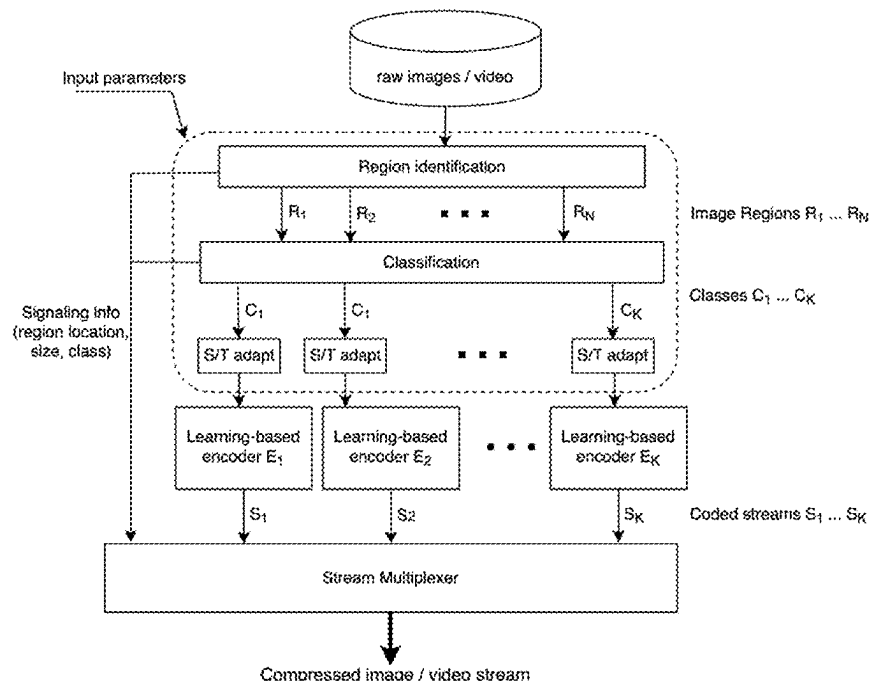 raw images / video
Input parameters
Region identification
R1 R2 RN
Image Regions R1 ... RN
Classification
Classes C1 ... CK
C1 C1 CK
Signaling info
(region location,
size, class)
S/T adapt S/T adapt S/T adapt
Learning-based
encoder E1
Learning-based
encoder E2
Learning-based
encoder EK
S1 S2 SK
Coded streams S1 ... SK
Stream Multiplexer
Compressed image / video stream